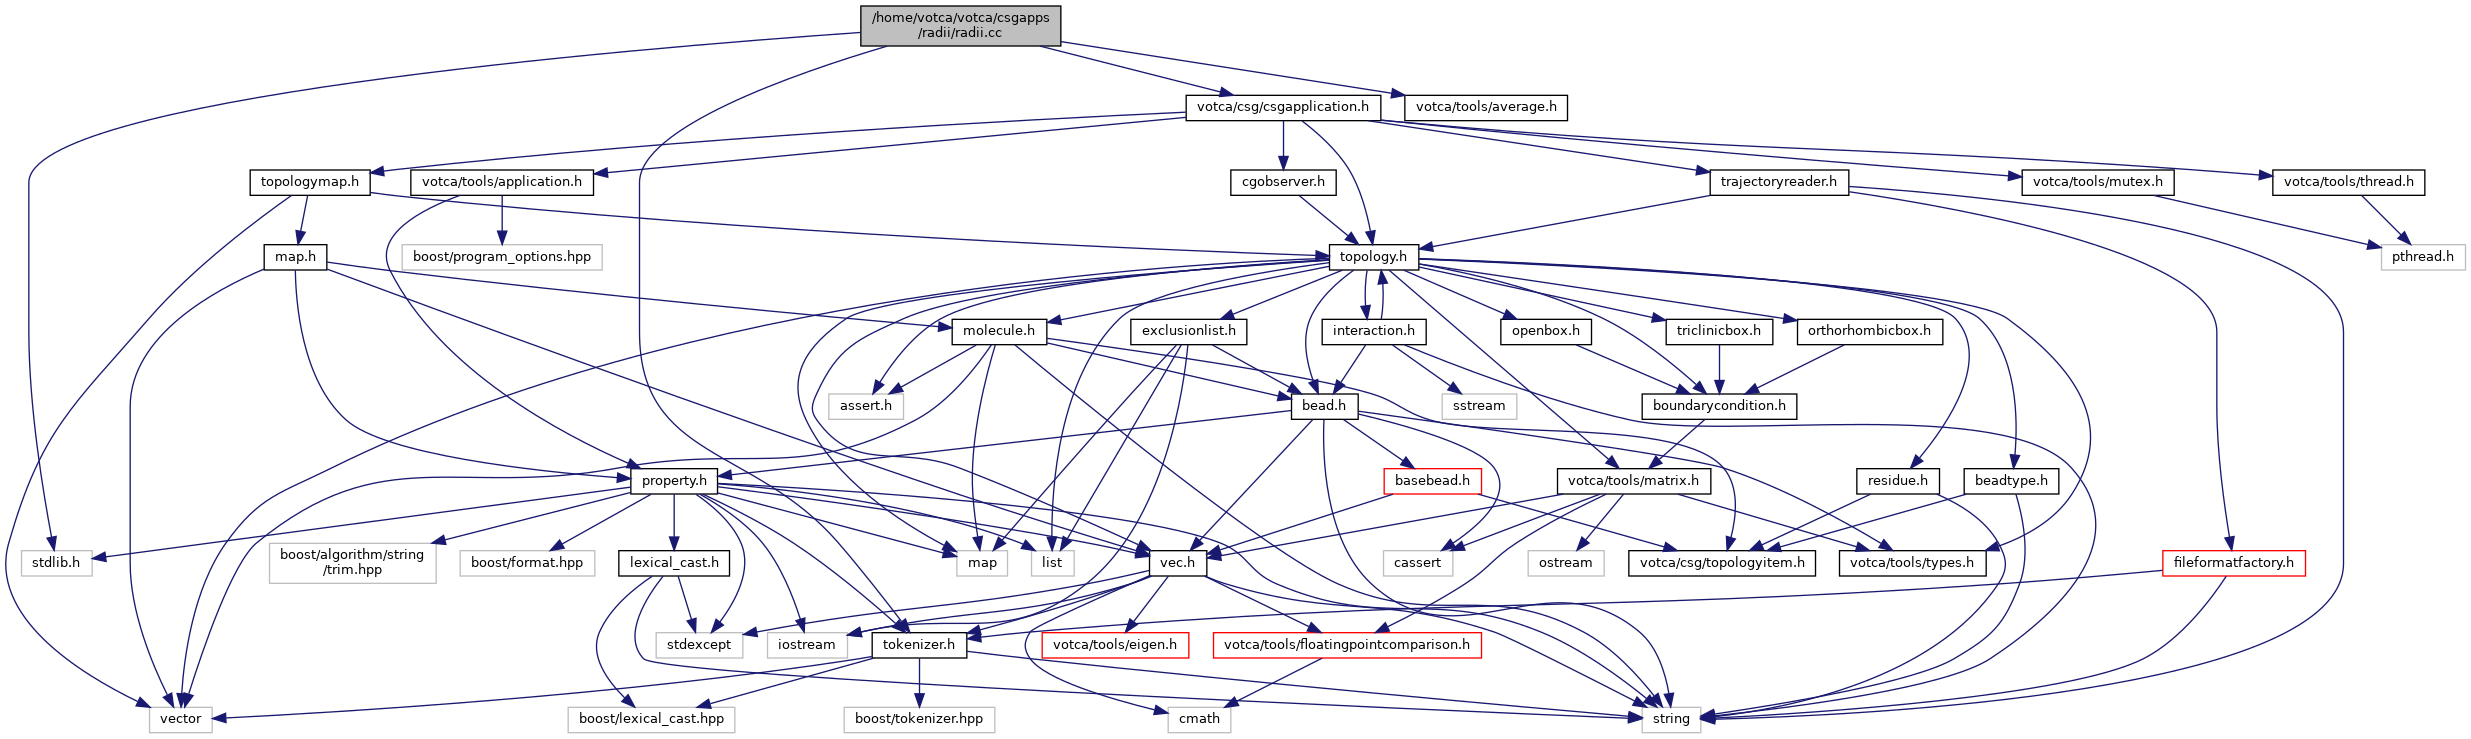 /home/votca/votca/csgapps
/radii/radii.cc
votca/csg/csgapplication.h
votca/tools/average.h
topologymap.h
votca/tools/application.h
cgobserver.h
trajectoryreader.h
votca/tools/mutex.h
votca/tools/thread.h
map.h
boost/program_options.hpp
topology.h
pthread.h
molecule.h
exclusionlist.h
interaction.h
openbox.h
triclinicbox.h
orthorhombicbox.h
assert.h
bead.h
sstream
boundarycondition.h
property.h
basebead.h
votca/tools/matrix.h
residue.h
beadtype.h
stdlib.h
boost/algorithm/string
/trim.hpp
boost/format.hpp
lexical_cast.h
map
list
vec.h
cassert
ostream
votca/csg/topologyitem.h
votca/tools/types.h
fileformatfactory.h
stdexcept
iostream
tokenizer.h
votca/tools/eigen.h
votca/tools/floatingpointcomparison.h
vector
boost/lexical_cast.hpp
boost/tokenizer.hpp
cmath
string